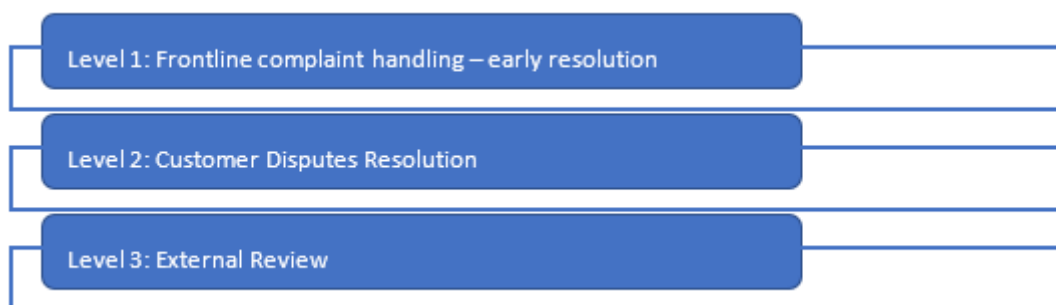 Level 1: Frontline complaint handling – early resolution
Level 2: Customer Disputes Resolution
Level 3: External Review